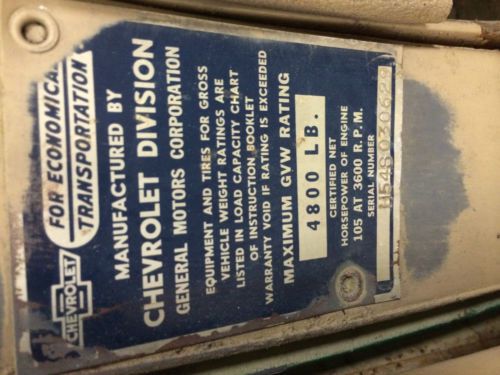 CHEVROLET
FOR ECONOMICAL
TRANSPORTATION
MANUFACTURED BY
CHEVROLET DIVISION
GENERAL MOTORS CORPORATION
EQUIPMENT AND TIRES FOR GROSS
VEHICLE WEIGHT RATINGS ARE
LISTED IN LOAD CAPACITY CHART
OF INSTRUCTION BOOKLET
WARRANTY VOID IF RATING IS EXCEEDED
MAXIMUM GVW RATING
4800 LB.
CERTIFIED NET
HORSEPOWER OF ENGINE
105 AT 3600 R.P.M.
SERIAL NUMBER
H54S030629